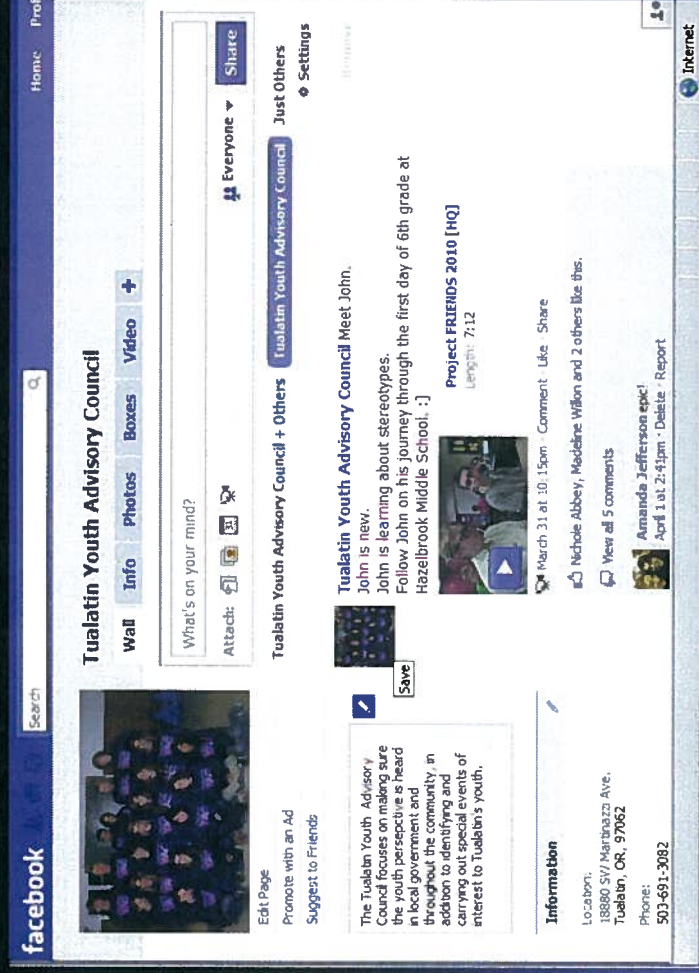 facebook
Search
Home
Tualatin Youth Advisory Council
Wall Info Photos Boxes Video +
What's on your mind?
Attach:
Everyone
Share
Tualatin Youth Advisory Council + Others Tualatin Youth Advisory Council Just Others
Settings
Edit Page
Promote with an Ad
Suggest to Friends
The Tualatin Youth Advisory
Council focuses on making sure
the youth persepctive is heard
in local government and
throughout the community, in
addition to identifying and
carrying out special events of
interest to Tualatin's youth.
Information
Location:
18880 SW Martinazzi Ave.
Tualatin, OR, 97062
Phone:
503-691-3082
Save
Tualatin Youth Advisory Council Meet John.
John is new.
John is learning about stereotypes.
Follow John on his journey through the first day of 6th grade at
Hazelbrook Middle School. :]
Project FRIENDS 2010 [HQ]
Length: 7:12
March 31 at 10:15pm · Comment · Like · Share
Nichole Abbey, Madeline Willon and 2 others like this.
View all 5 comments
Amanda Jefferson epic!
April 1 at 2:41pm · Delete · Report
Internet